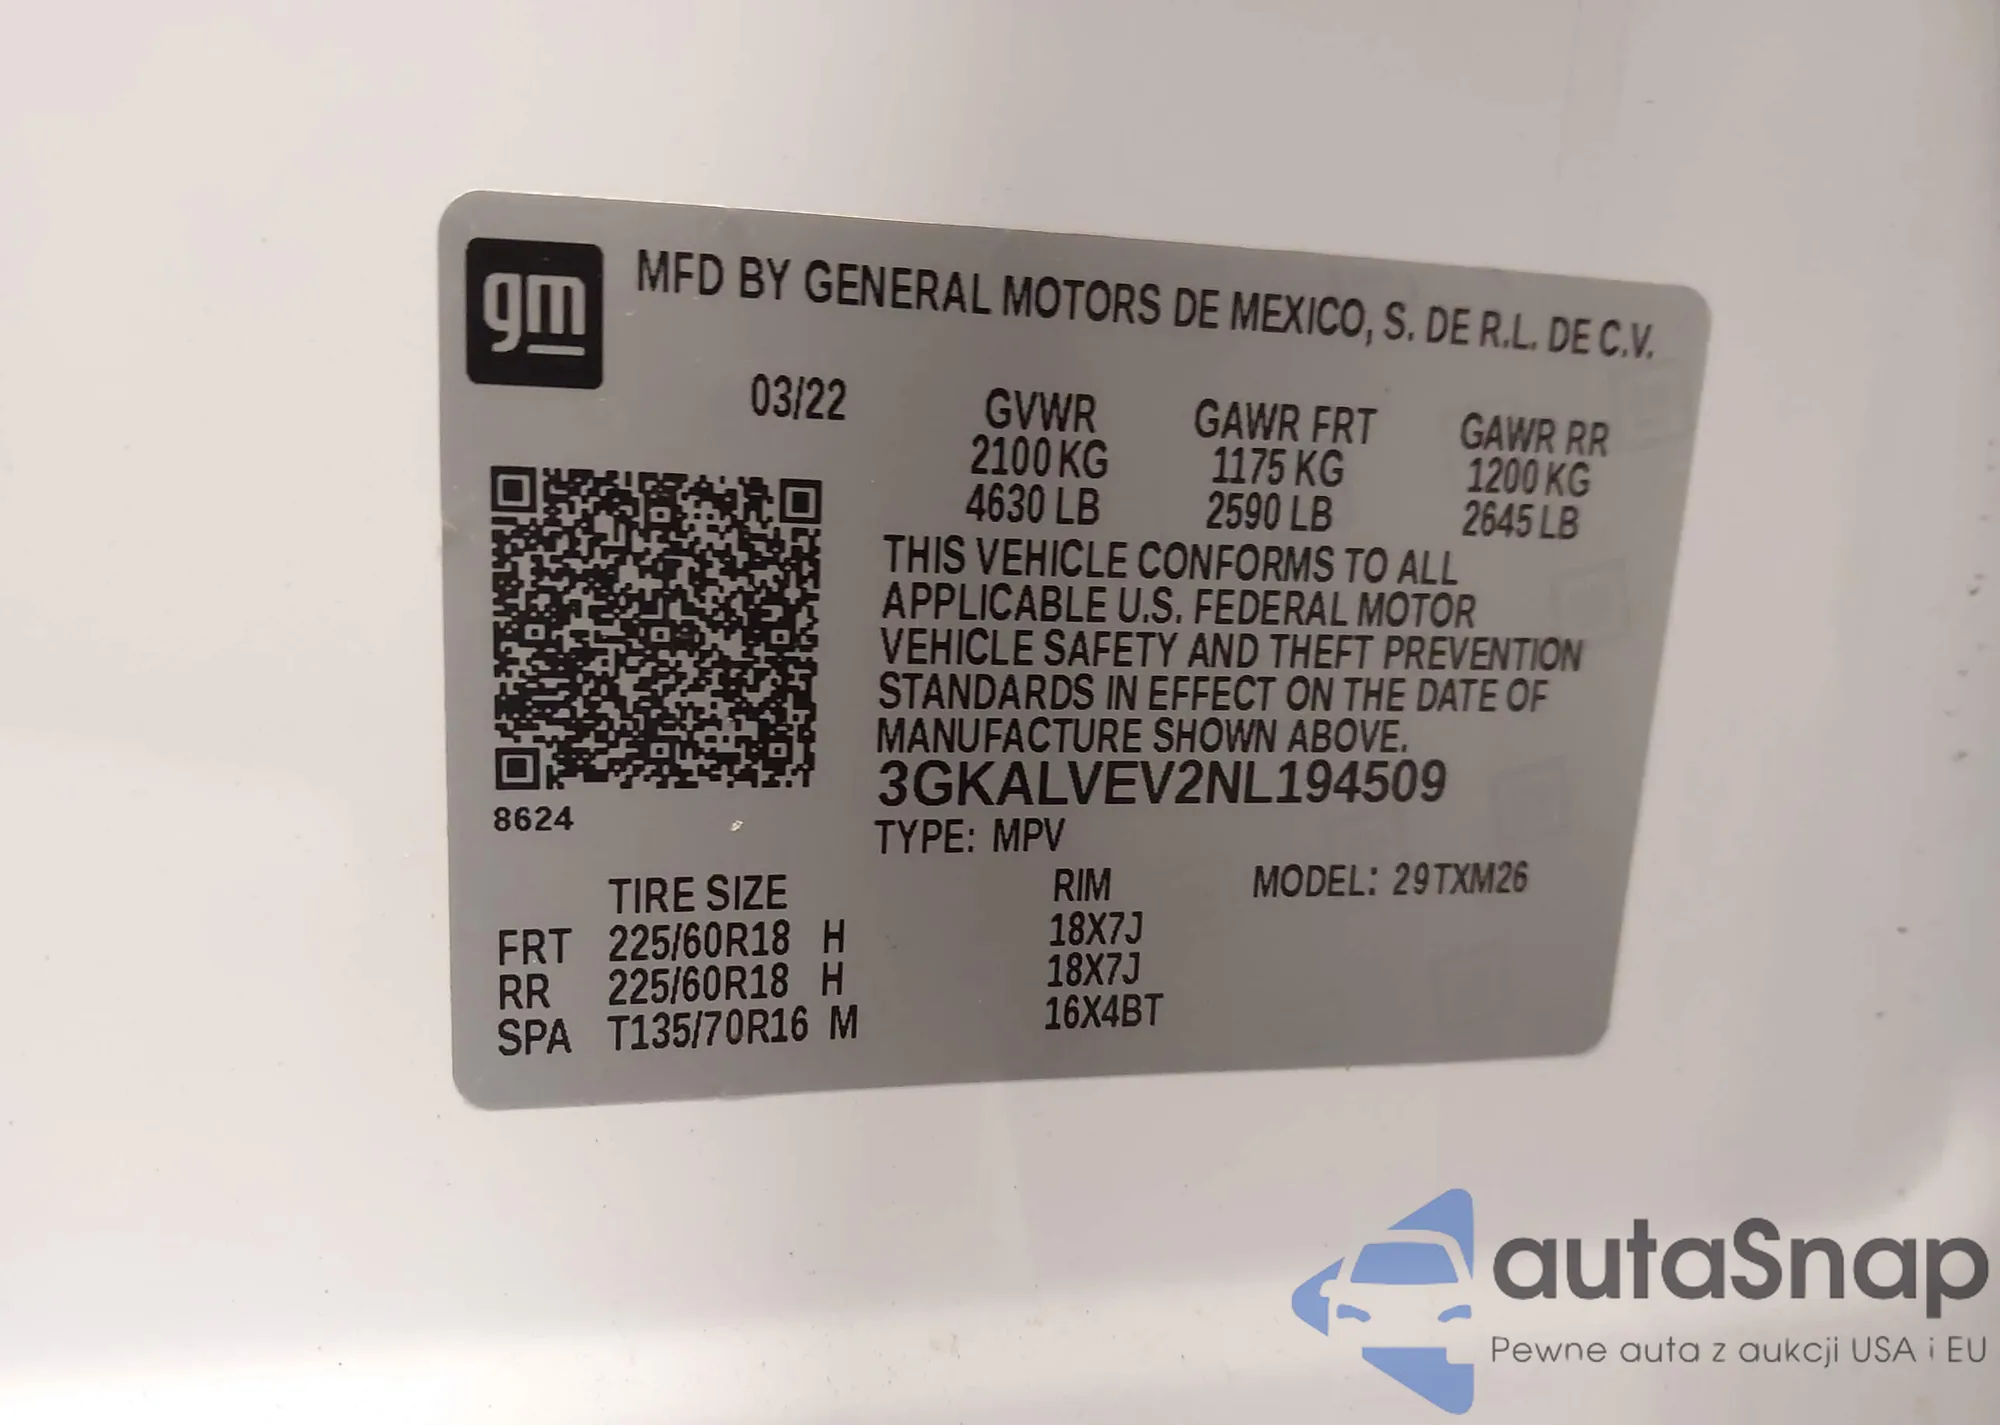 gm
MFD BY GENERAL MOTORS DE MEXICO, S. DE R.L. DE C.V.
03/22 GVWR GAWR FRT GAWR RR
2100 KG 1175 KG 1200 KG
4630 LB 2590 LB 2645 LB
THIS VEHICLE CONFORMS TO ALL
APPLICABLE U.S. FEDERAL MOTOR
VEHICLE SAFETY AND THEFT PREVENTION
STANDARDS IN EFFECT ON THE DATE OF
MANUFACTURE SHOWN ABOVE.
3GKALVEV2NL194509
8624
TYPE: MPV
TIRE SIZE RIM MODEL: 29TXM26
FRT 225/60R18 H 18X7J
RR 225/60R18 H 18X7J
SPA T135/70R16 M 16X4BT
autaSnap
Pewne auta z aukcji USA i EU